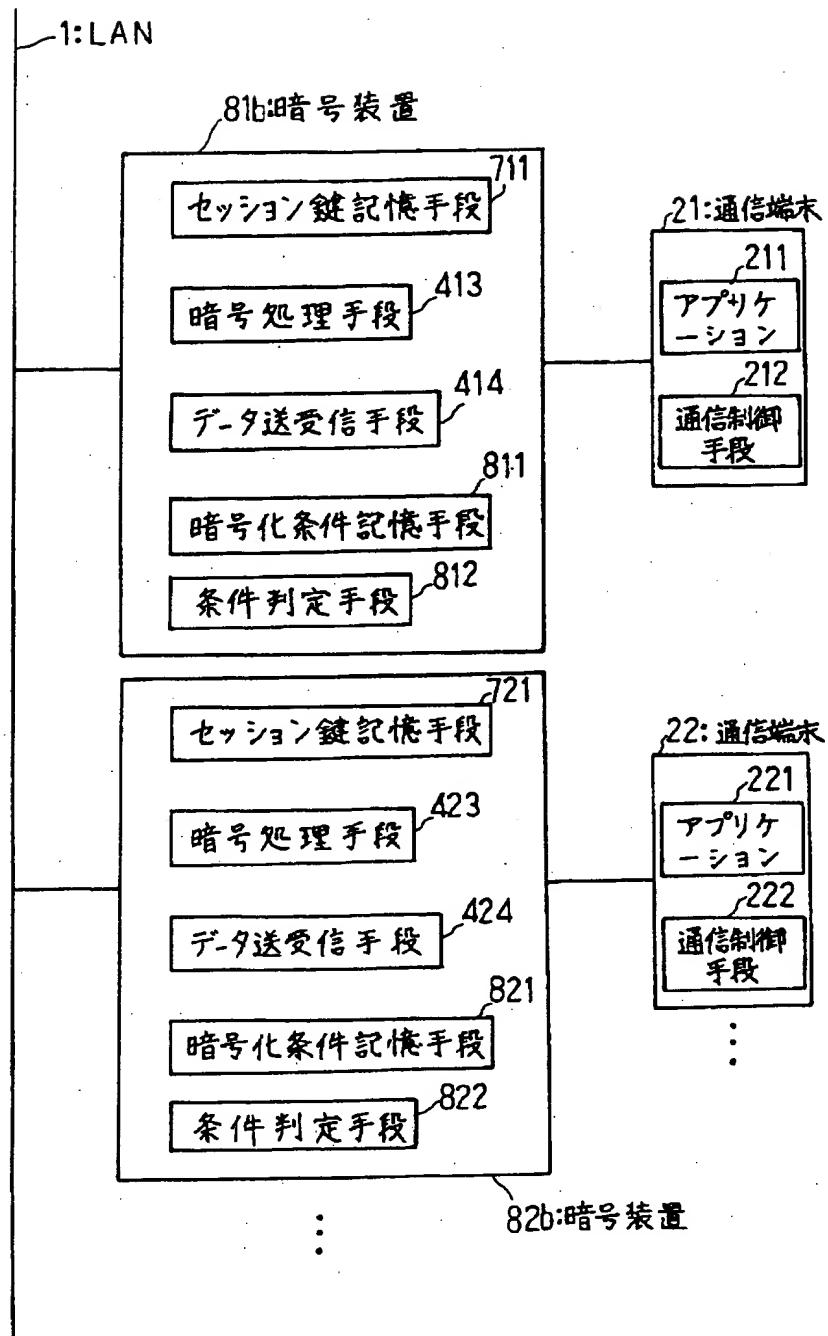 1:LAN
81b:暗号装置
711
セッション鍵記憶手段
413
暗号処理手段
414
データ送受信手段
811
暗号化条件記憶手段
812
条件判定手段
21:通信端末
211
アプリケ
ーション
212
通信制御
手段
721
セッション鍵記憶手段
423
暗号処理手段
424
データ送受信手段
821
暗号化条件記憶手段
822
条件判定手段
82b:暗号装置
22:通信端末
221
アプリケ
ーション
222
通信制御
手段